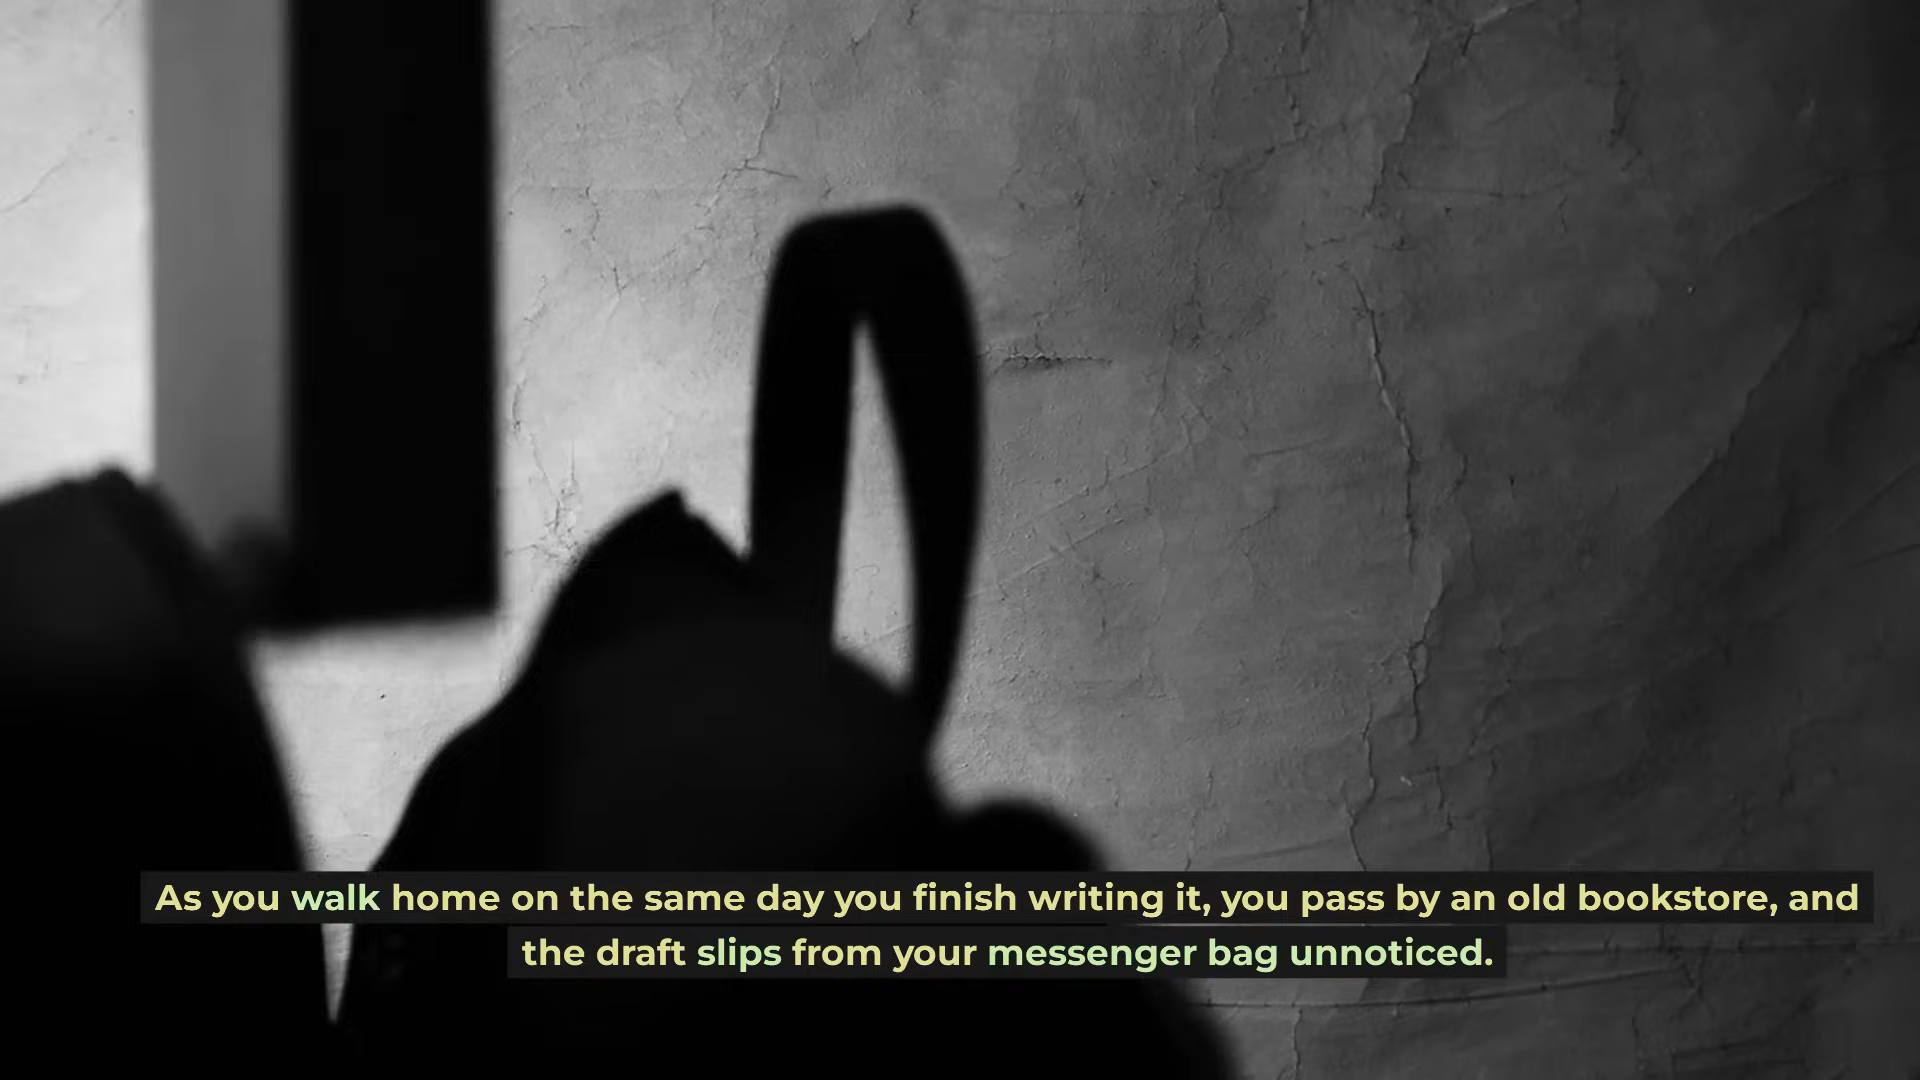 As you walk home on the same day you finish writing it, you pass by an old bookstore, and
the draft slips from your messenger bag unnoticed.